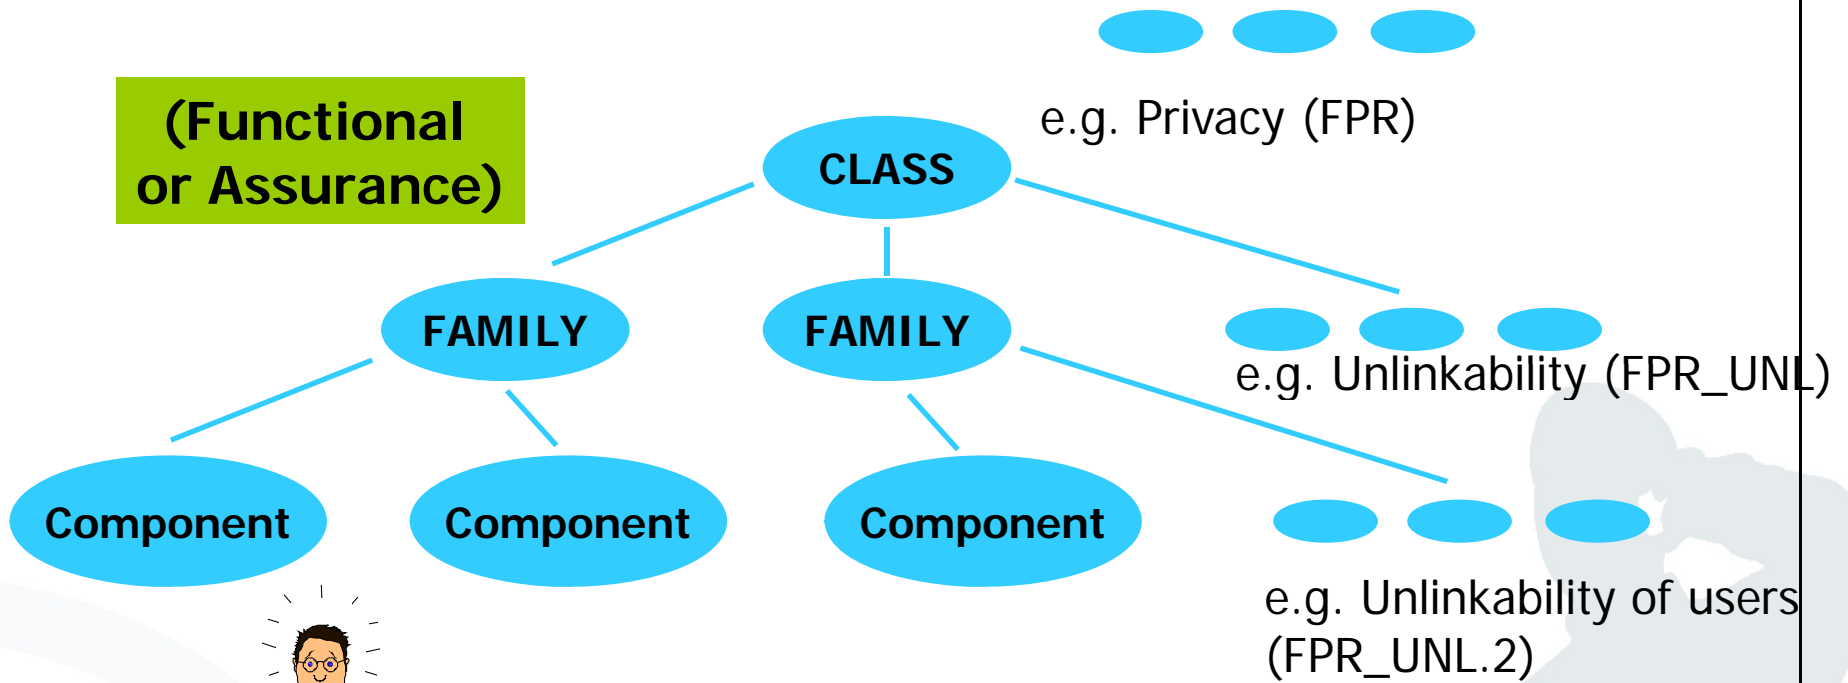 (Functional
or Assurance)
e.g. Privacy (FPR)
CLASS
FAMILY
FAMILY
e.g. Unlinkability (FPR_UNL)
Component
Component
Component
e.g. Unlinkability of users
(FPR_UNL.2)